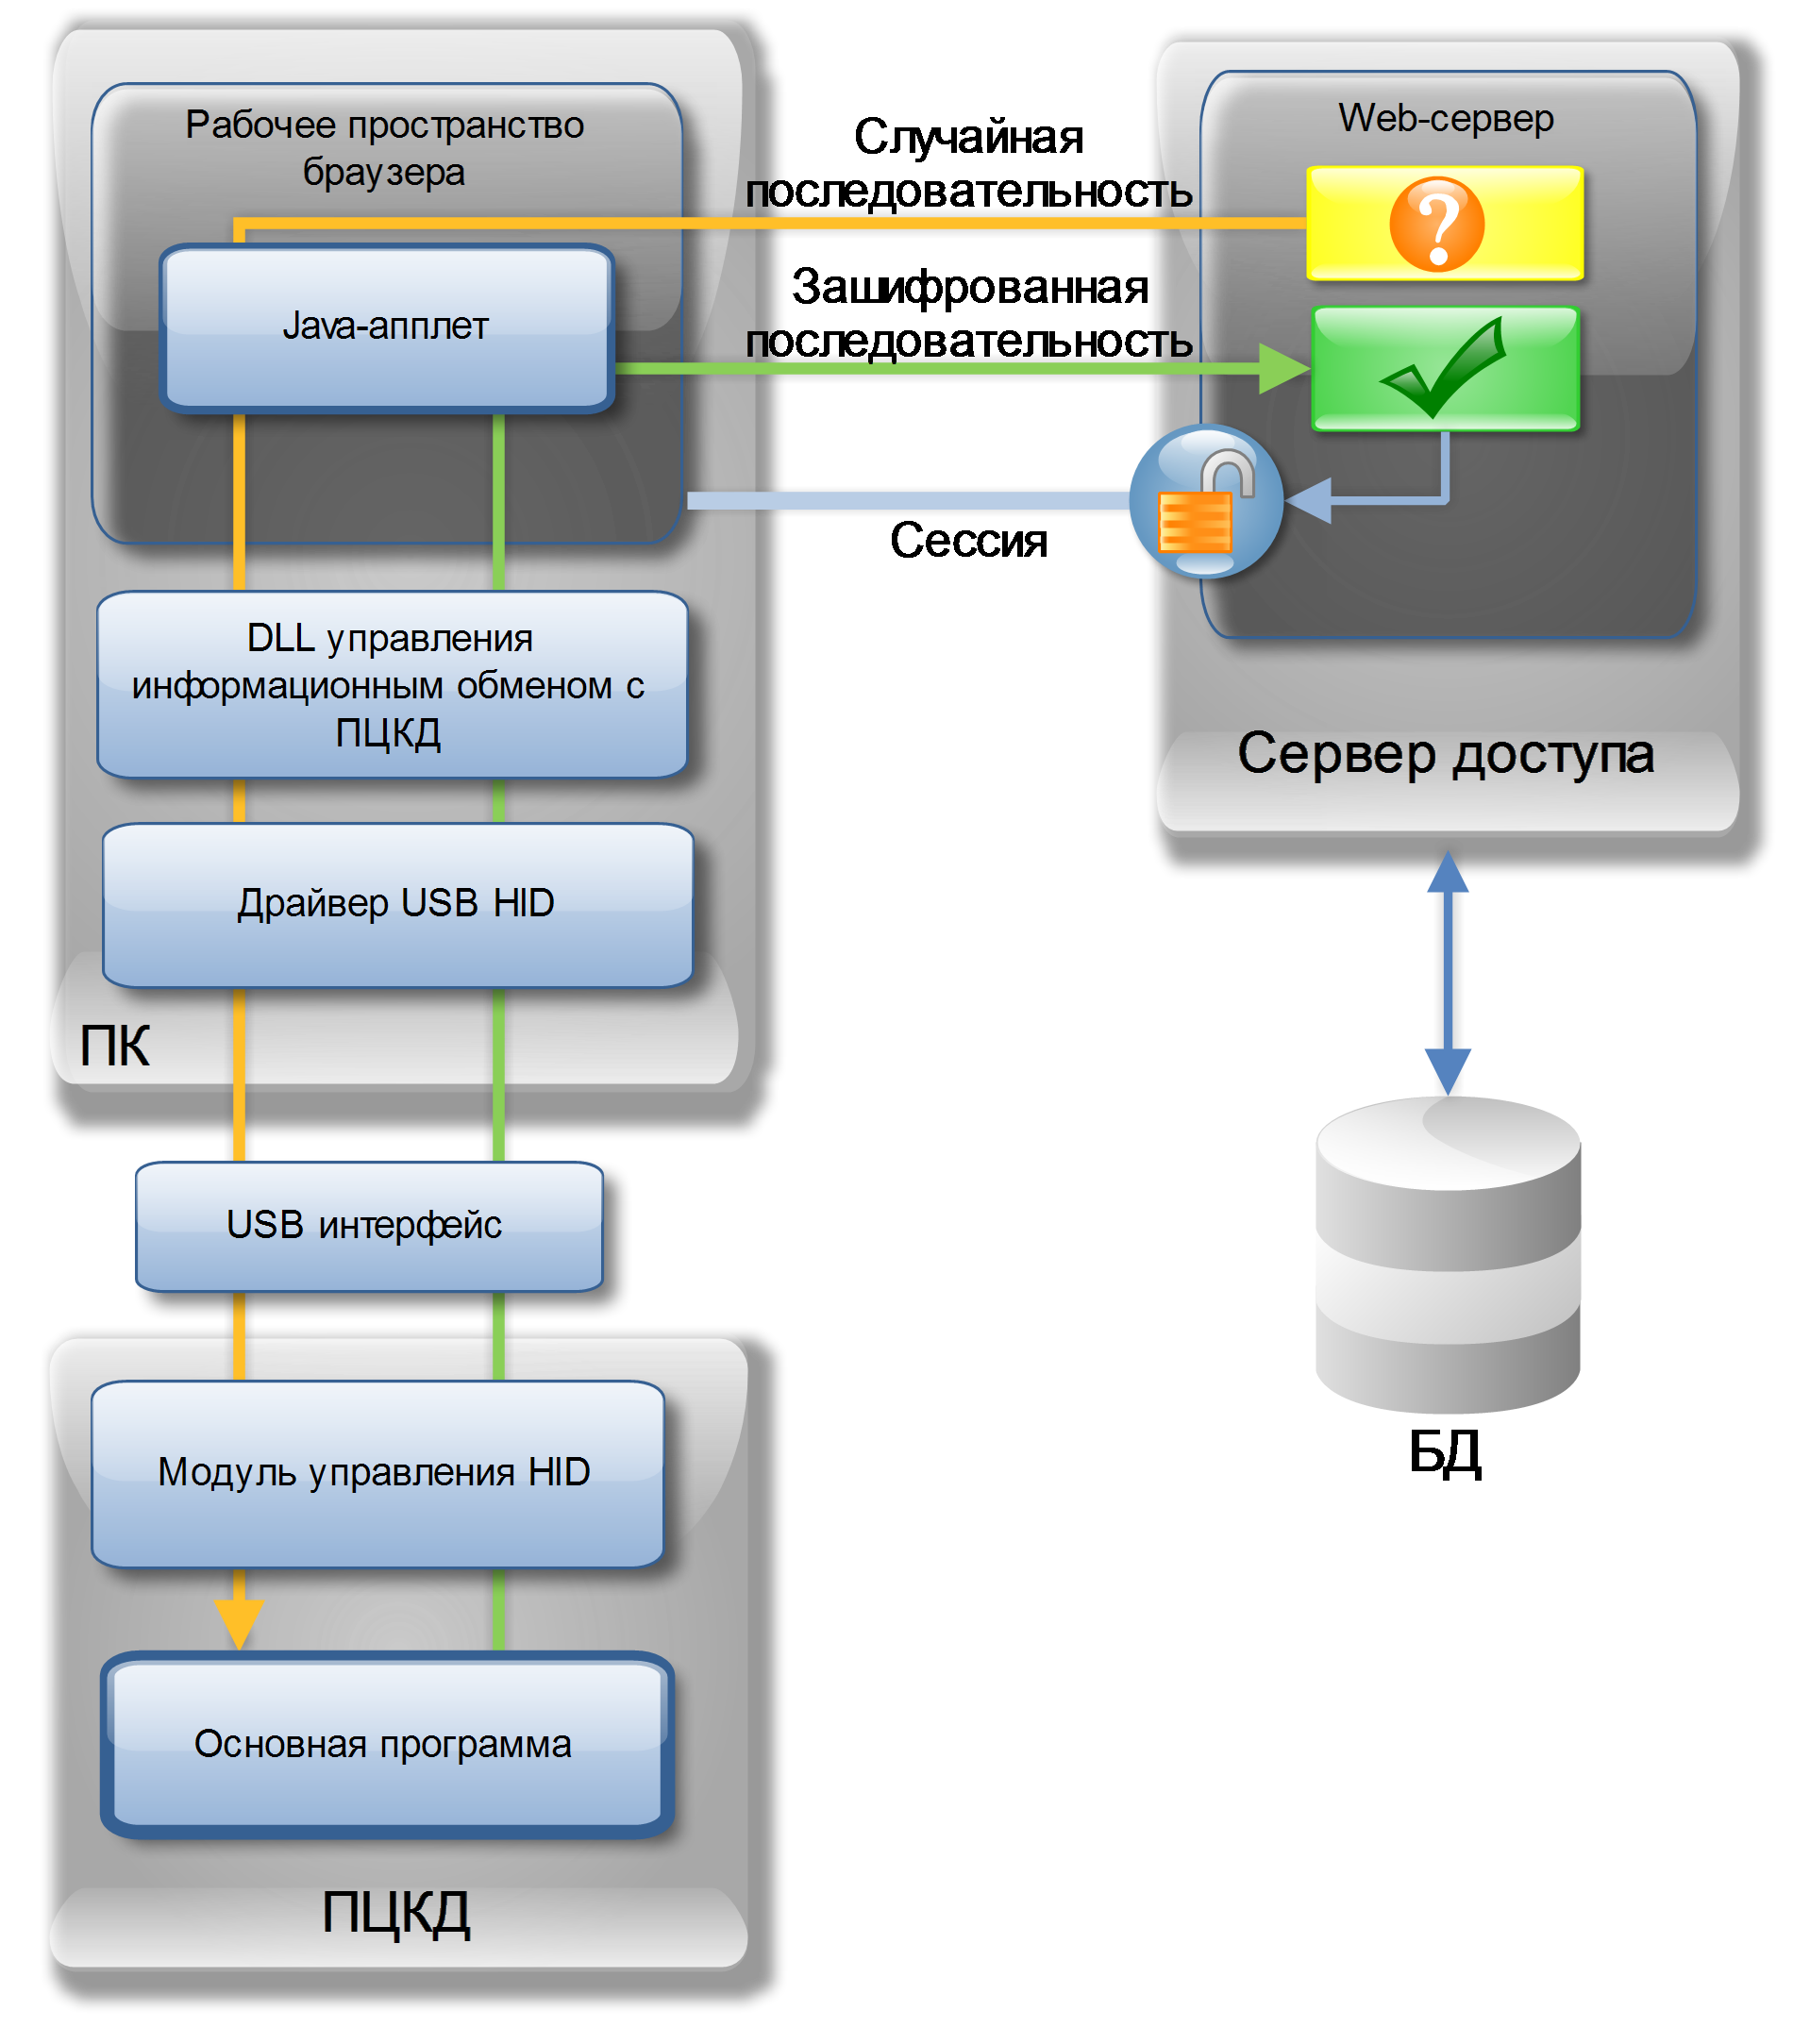 Рабочее пространство
браузера
Java-апплет
DLL управления
информационным обменом с
ПЦКД
Драйвер USB HID
ПК
USB интерфейс
Модуль управления HID
Основная программа
ПЦКД
Случайная
последовательность
Зашифрованная
последовательность
Сессия
Web-сервер
?
Сервер доступа
БД